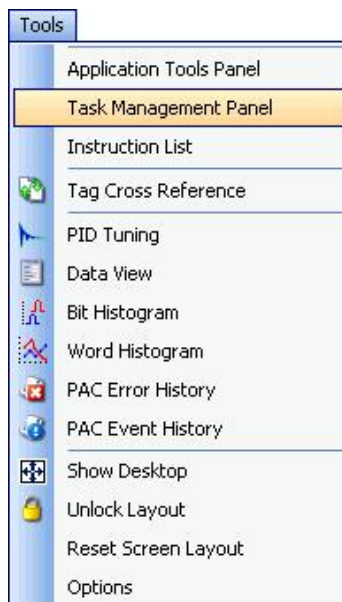 Tools
Application Tools Panel
Task Management Panel
Instruction List
Tag Cross Reference
PID Tuning
Data View
Bit Histogram
Word Histogram
PAC Error History
PAC Event History
Show Desktop
Unlock Layout
Reset Screen Layout
Options